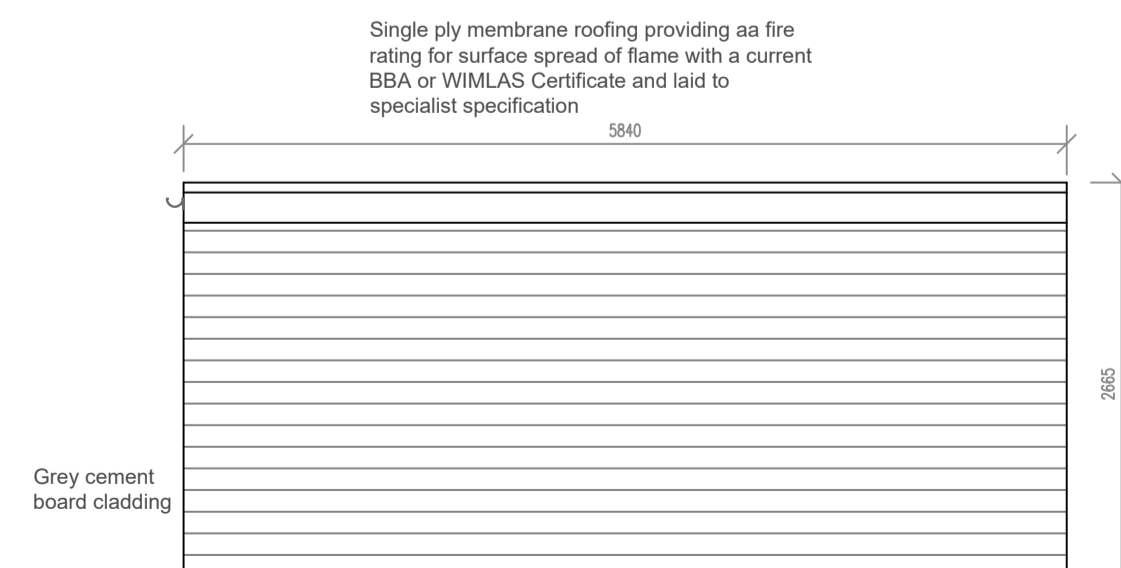 Single ply membrane roofing providing aa fire
rating for surface spread of flame with a current
BBA or WIMLAS Certificate and laid to
specialist specification
5840
2665
Grey cement
board cladding